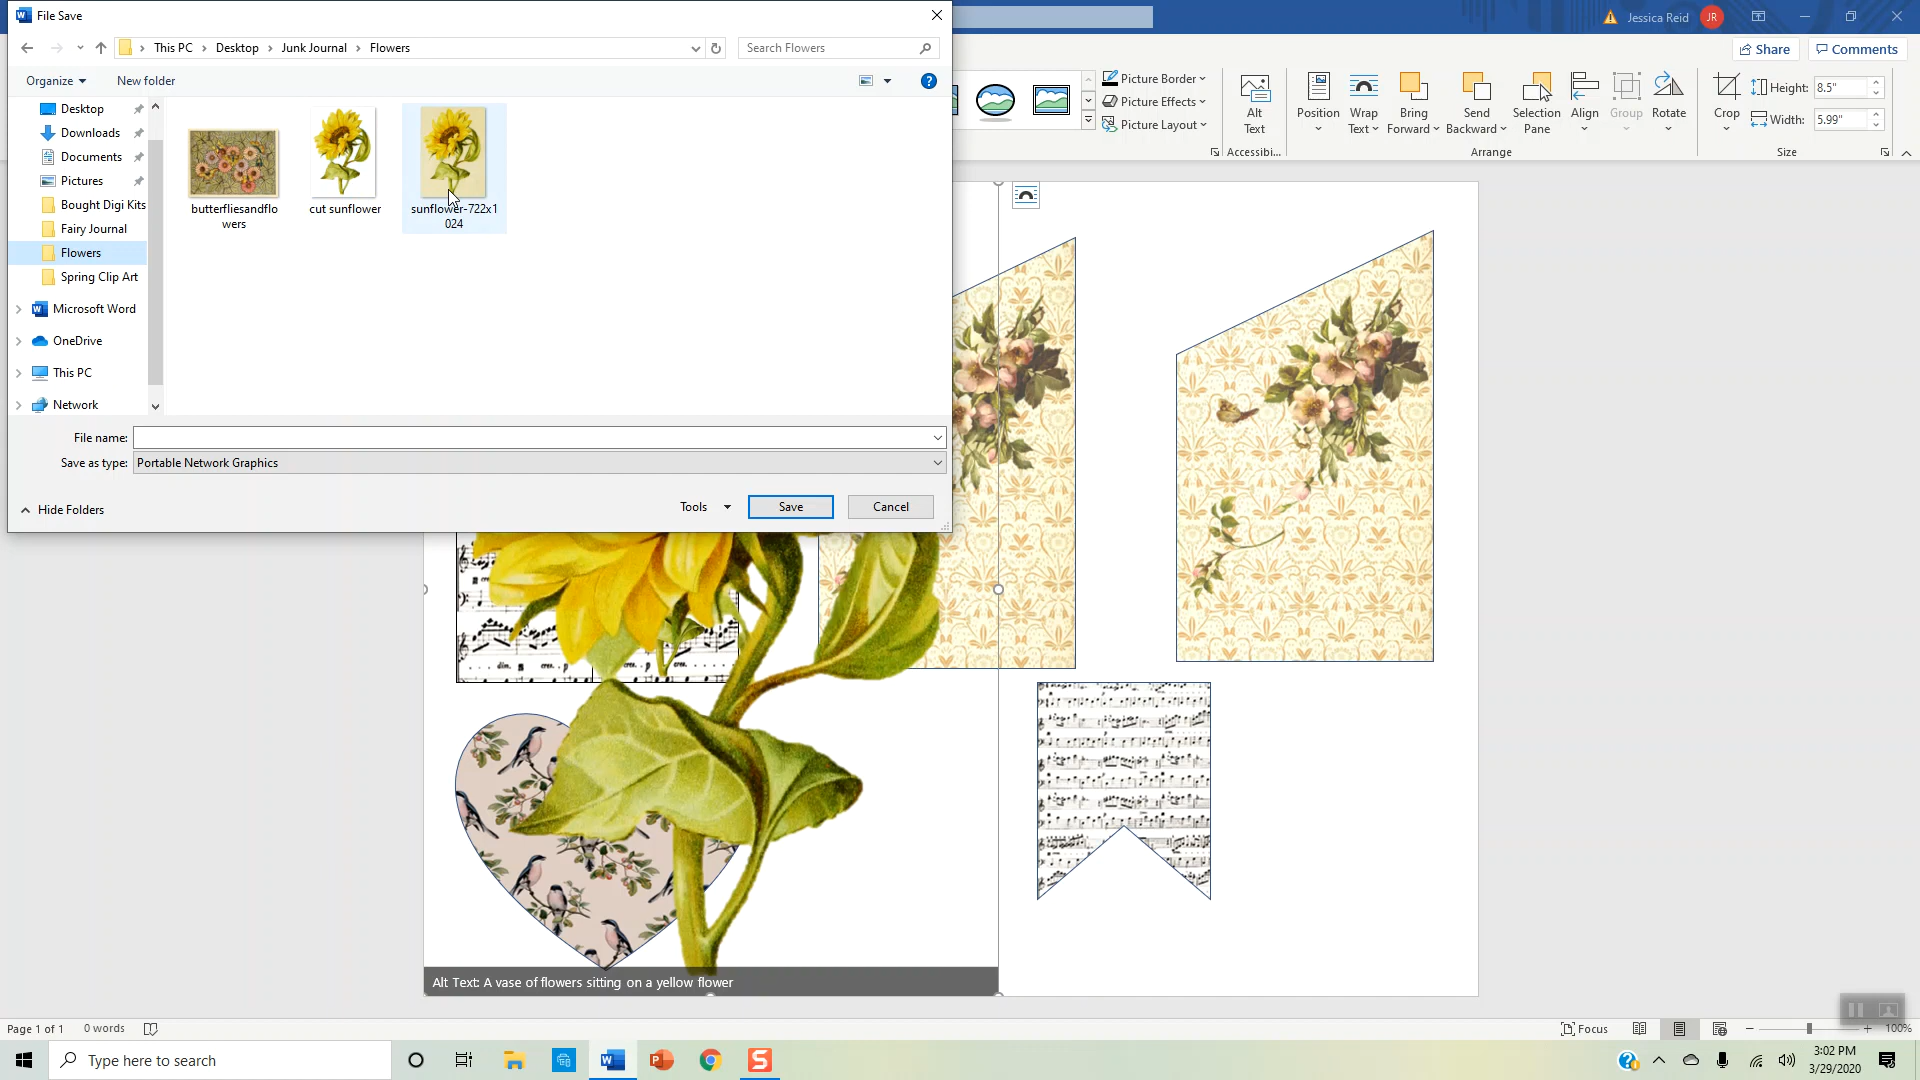 File Save
Jessica Reid
JR
This PC > Desktop > Junk Journal > Flowers
Search Flowers
Organize
New folder
Share
Comments
Desktop
Downloads
Documents
Pictures
Bought Digi Kits
Fairy Journal
Flowers
Spring Clip Art
Microsoft Word
OneDrive
This PC
Network
butterfliesandflo
wers
cut sunflower
sunflower-722x1
024
Picture Border
Picture Effects
Picture Layout
Alt
Text
Accessibi...
Position
Wrap
Text
Bring
Forward
Send
Backward
Selection
Pane
Align
Group
Rotate
Arrange
Crop
Height: 8.5"
Width: 5.99"
Size
File name:
Save as type: Portable Network Graphics
Hide Folders
Tools
Save
Cancel
Alt Text: A vase of flowers sitting on a yellow flower
Page 1 of 1
0 words
Focus
100%
Type here to search
3:02 PM
3/29/2020